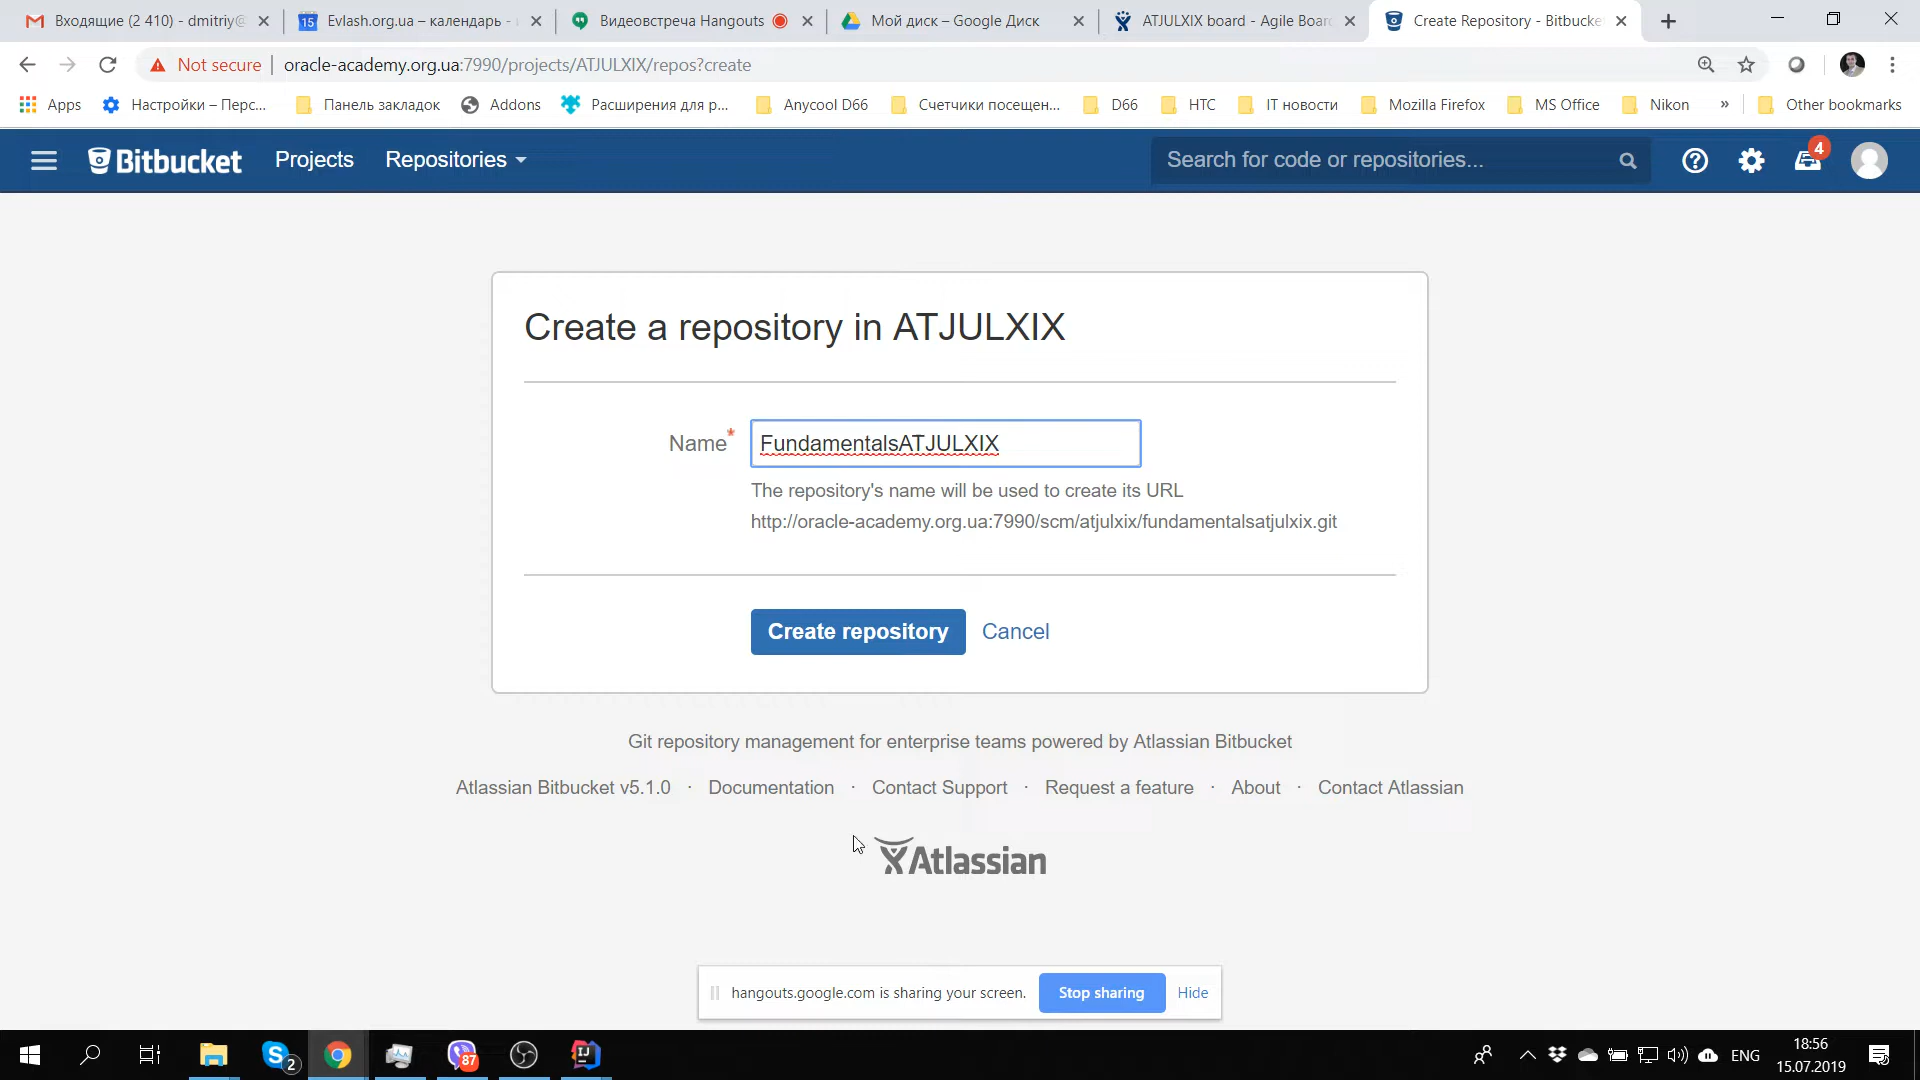 Входящие (2 410) - dmitriy@
Evlash.org.ua – календарь -
Видеовстреча Hangouts
Мой диск – Google Диск
ATJULXIX board - Agile Board
Create Repository - Bitbucke
Not secure
oracle-academy.org.ua:7990/projects/ATJULXIX/repos?create
Apps
Настройки – Перс...
Панель закладок
Addons
Расширения для р...
Anycool D66
Счетчики посещен...
D66
HTC
IT новости
Mozilla Firefox
MS Office
Nikon
»
Other bookmarks
Bitbucket
Projects
Repositories
Search for code or repositories...
4
Create a repository in ATJULXIX
Name*
FundamentalsATJULXIX
The repository's name will be used to create its URL
http://oracle-academy.org.ua:7990/scm/atjulxix/fundamentalsatjulxix.git
Create repository
Cancel
Git repository management for enterprise teams powered by Atlassian Bitbucket
Atlassian Bitbucket v5.1.0 · Documentation · Contact Support · Request a feature · About · Contact Atlassian
Atlassian
hangouts.google.com is sharing your screen.
Stop sharing
Hide
2
87
IJ
ENG
18:56
15.07.2019